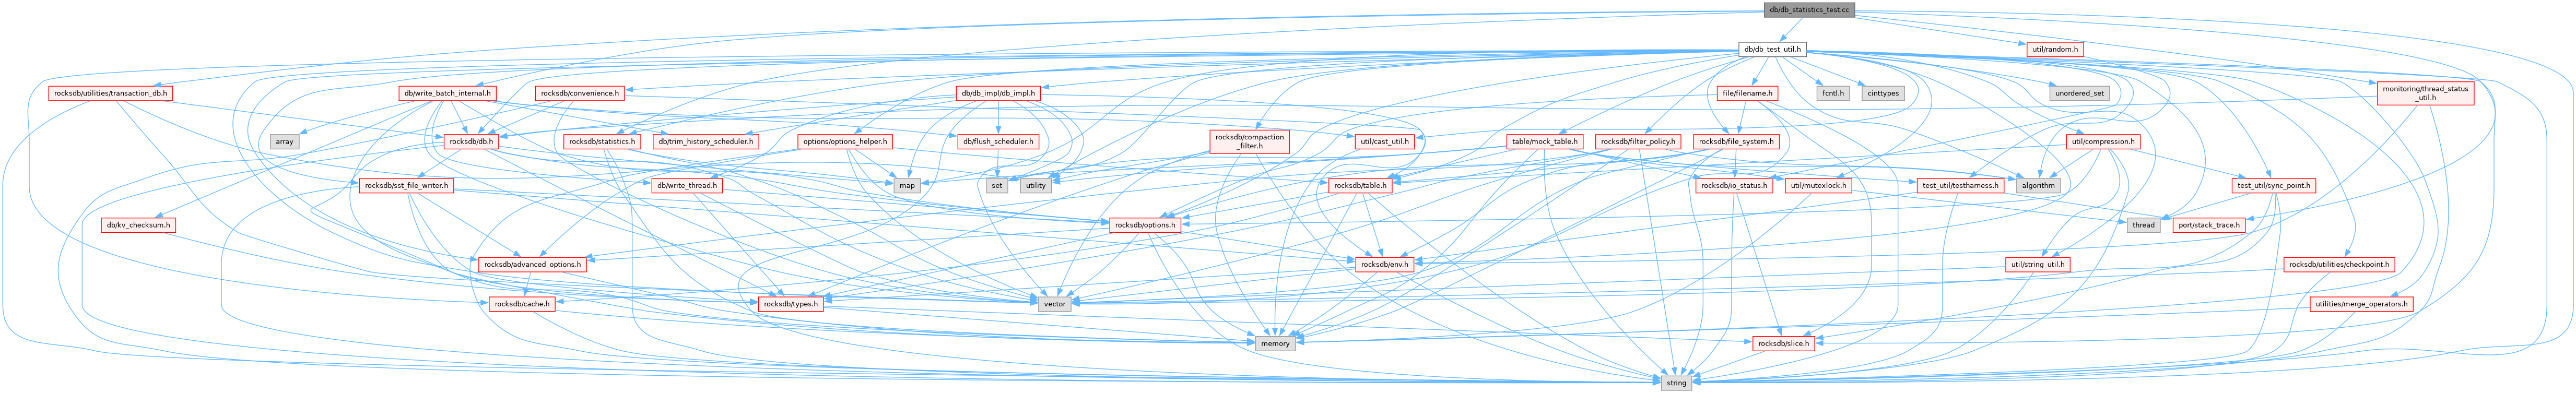 db/db_statistics_test.cc
db/db_test_util.h
util/random.h
rocksdb/utilities/transaction_db.h
db/write_batch_internal.h
rocksdb/convenience.h
db/db_impl/db_impl.h
file/filename.h
fcntl.h
cinttypes
unordered_set
monitoring/thread_status
_util.h
array
rocksdb/db.h
rocksdb/statistics.h
db/trim_history_scheduler.h
options/options_helper.h
db/flush_scheduler.h
rocksdb/compaction
_filter.h
util/cast_util.h
table/mock_table.h
rocksdb/filter_policy.h
rocksdb/file_system.h
util/compression.h
rocksdb/sst_file_writer.h
db/write_thread.h
map
set
utility
rocksdb/table.h
util/mutexlock.h
rocksdb/io_status.h
test_util/testharness.h
algorithm
test_util/sync_point.h
db/kv_checksum.h
rocksdb/options.h
thread
port/stack_trace.h
rocksdb/advanced_options.h
rocksdb/env.h
util/string_util.h
rocksdb/utilities/checkpoint.h
rocksdb/cache.h
rocksdb/types.h
vector
utilities/merge_operators.h
memory
rocksdb/slice.h
string